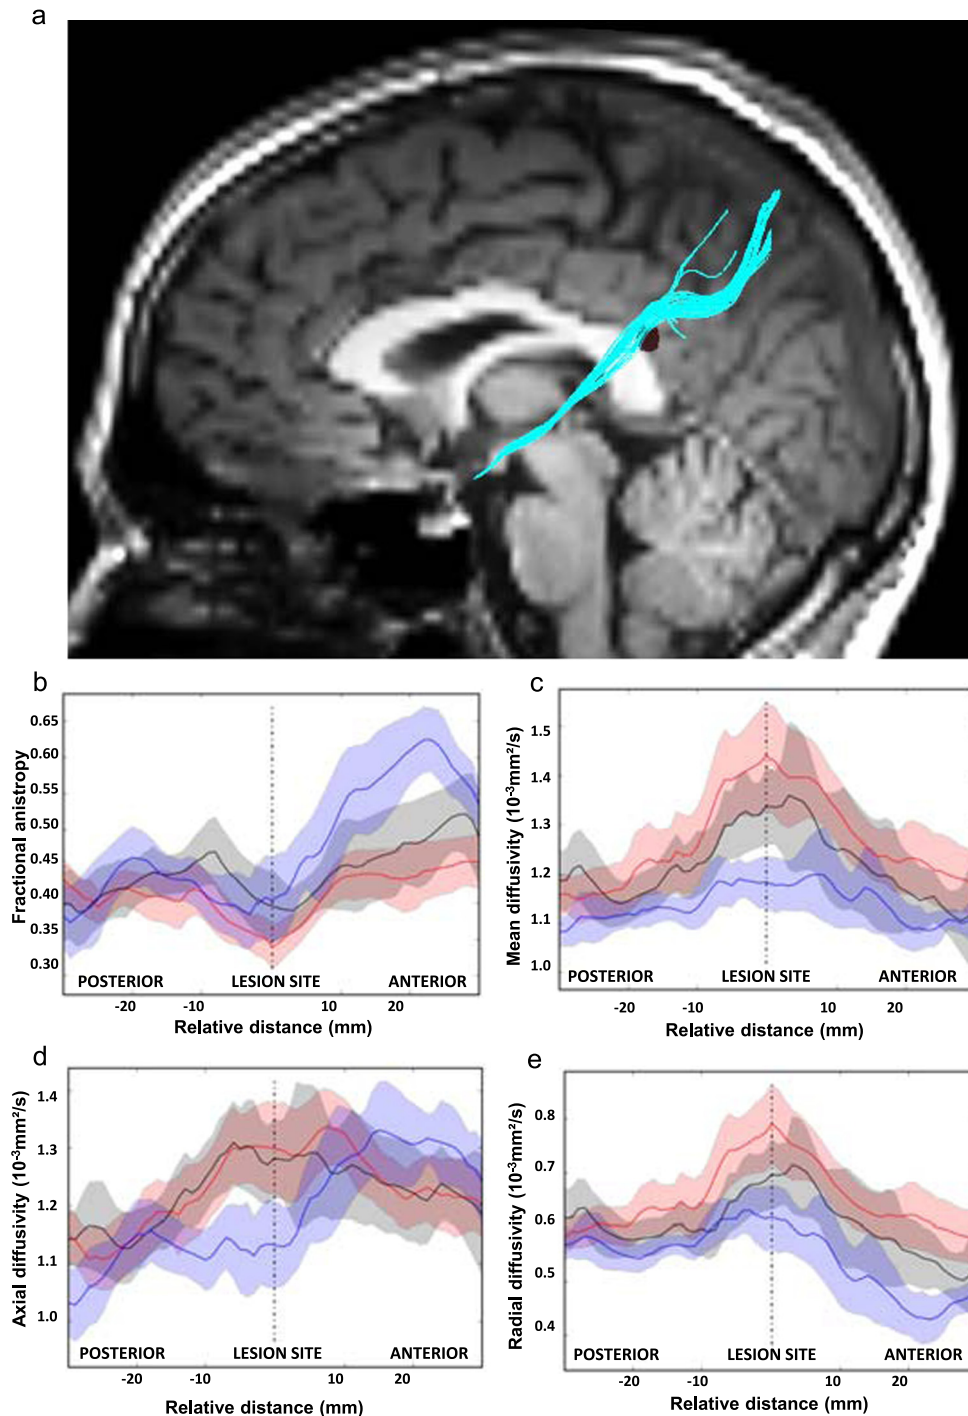 a
b
0.65
0.60
0.55
0.50
0.45
0.40
0.35
0.30
Fractional anistropy
POSTERIOR
LESION SITE
ANTERIOR
-20
-10
10
20
Relative distance (mm)
c
1.5
1.4
1.3
1.2
1.1
1.0
Mean diffusivity (10⁻³mm²/s)
POSTERIOR
LESION SITE
ANTERIOR
-20
-10
10
20
Relative distance (mm)
d
1.4
1.3
1.2
1.1
1.0
Axial diffusivity (10⁻³mm²/s)
POSTERIOR
LESION SITE
ANTERIOR
-20
-10
10
20
Relative distance (mm)
e
0.8
0.7
0.6
0.5
0.4
Radial diffusivity (10⁻³mm²/s)
POSTERIOR
LESION SITE
ANTERIOR
-20
-10
10
20
Relative distance (mm)